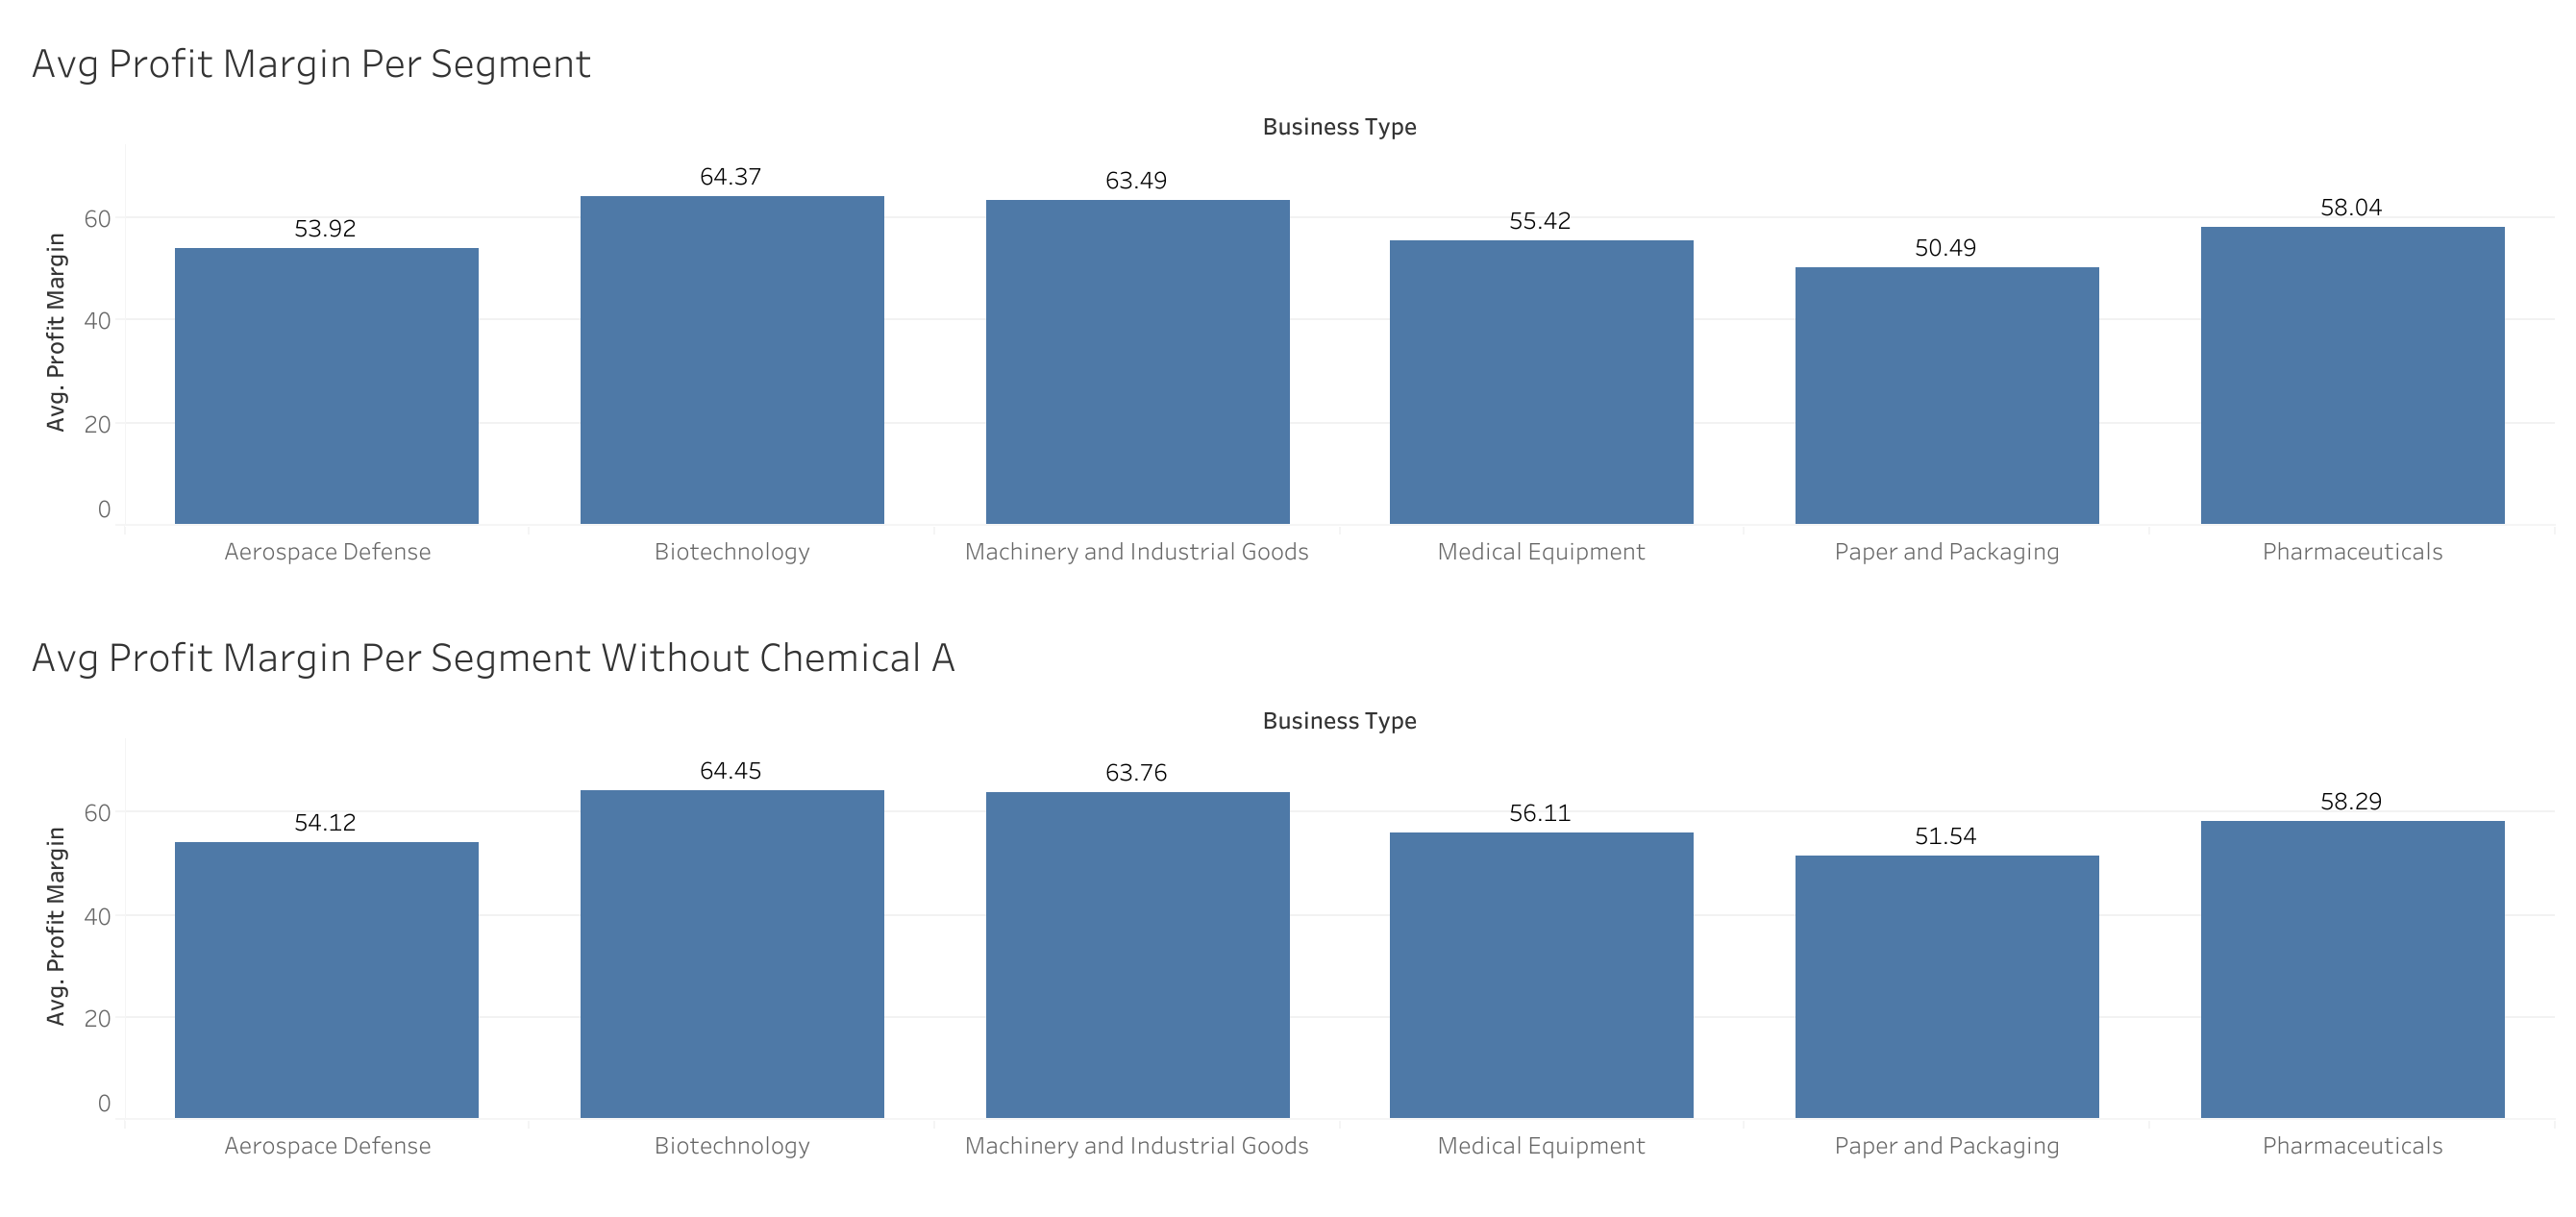 Avg Profit Margin Per Segment
Business Type
Avg. Profit Margin
60
40
20
0
53.92
64.37
63.49
55.42
50.49
58.04
Aerospace Defense
Biotechnology
Machinery and Industrial Goods
Medical Equipment
Paper and Packaging
Pharmaceuticals
Avg Profit Margin Per Segment Without Chemical A
Business Type
Avg. Profit Margin
60
40
20
0
54.12
64.45
63.76
56.11
51.54
58.29
Aerospace Defense
Biotechnology
Machinery and Industrial Goods
Medical Equipment
Paper and Packaging
Pharmaceuticals